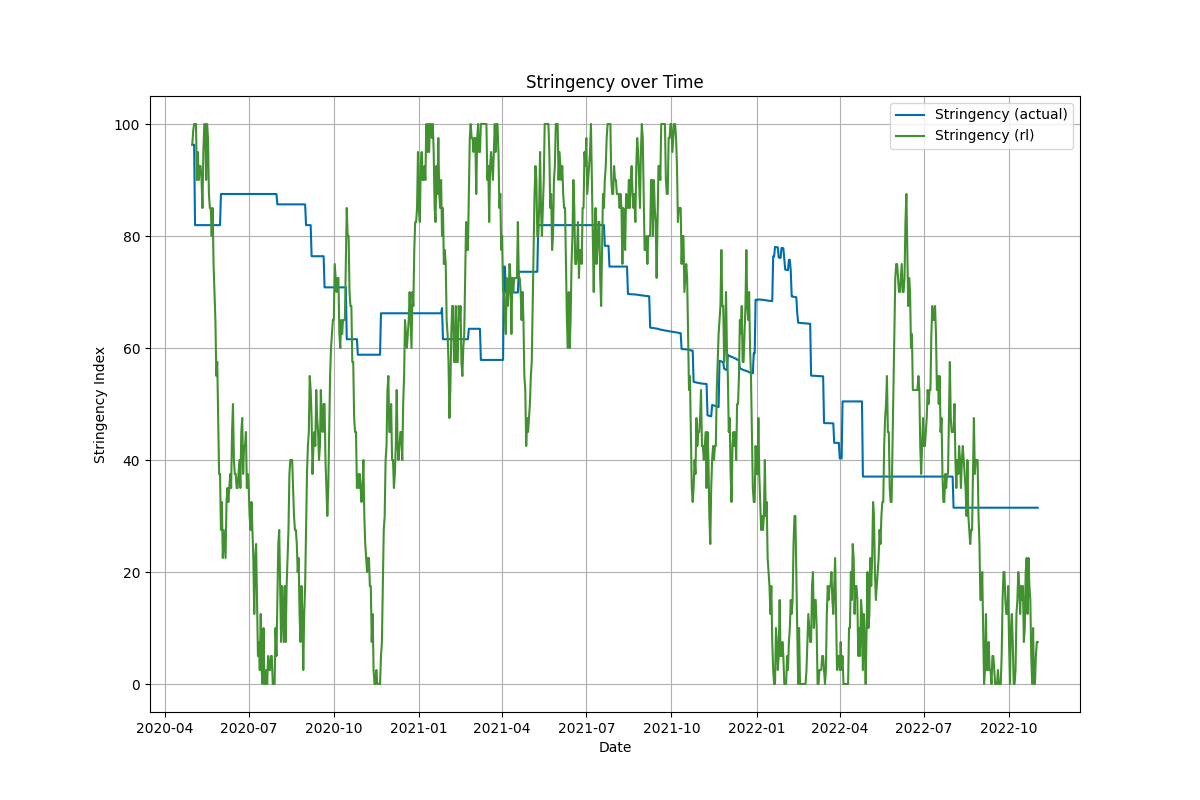 Stringency over Time
Stringency (actual)
Stringency (rl)
Stringency Index
100
80
60
40
20
0
2020-04 2020-07 2020-10 2021-01 2021-04 2021-07 2021-10 2022-01 2022-04 2022-07 2022-10
Date